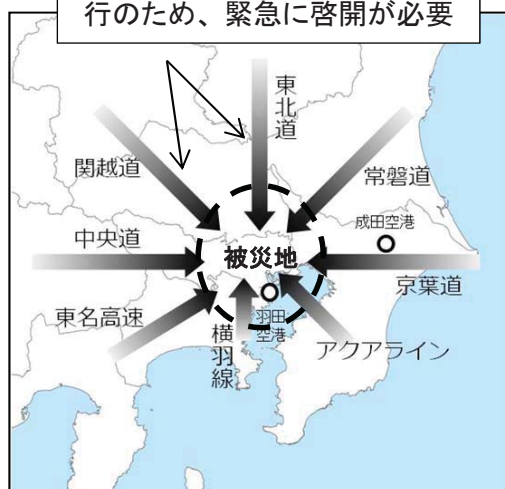 行のため、緊急に啓開が必要
東北道
関越道
常磐道
成田空港
中央道
被災地
京葉道
東名高速
羽田
空港
横羽線
アクアライン